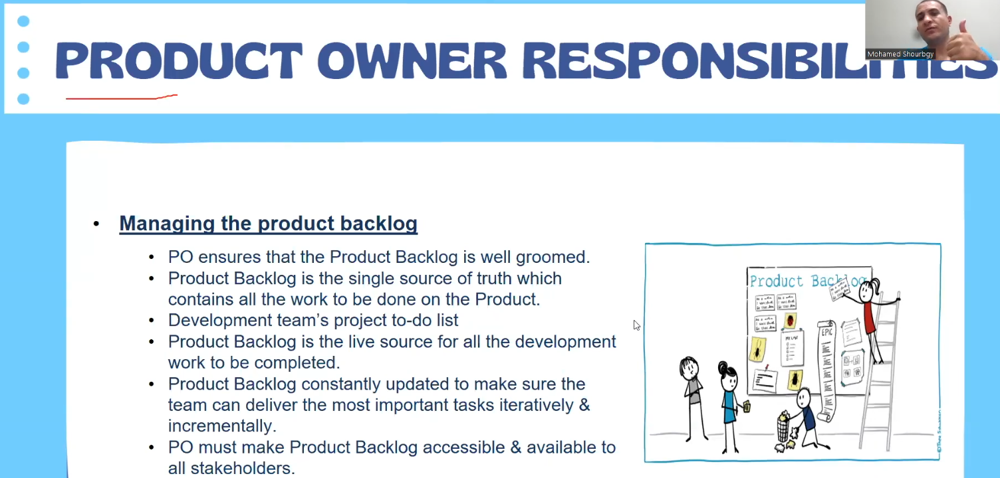 PRODUCT OWNER RESPONSIBILITIES
Mohamed Shourbgy
• Managing the product backlog
• PO ensures that the Product Backlog is well groomed.
• Product Backlog is the single source of truth which
contains all the work to be done on the Product.
• Development team’s project to-do list
• Product Backlog is the live source for all the development
work to be completed.
• Product Backlog constantly updated to make sure the
team can deliver the most important tasks iteratively &
incrementally.
• PO must make Product Backlog accessible & available to
all stakeholders.
Product Backlog
MY LIST
EPIC